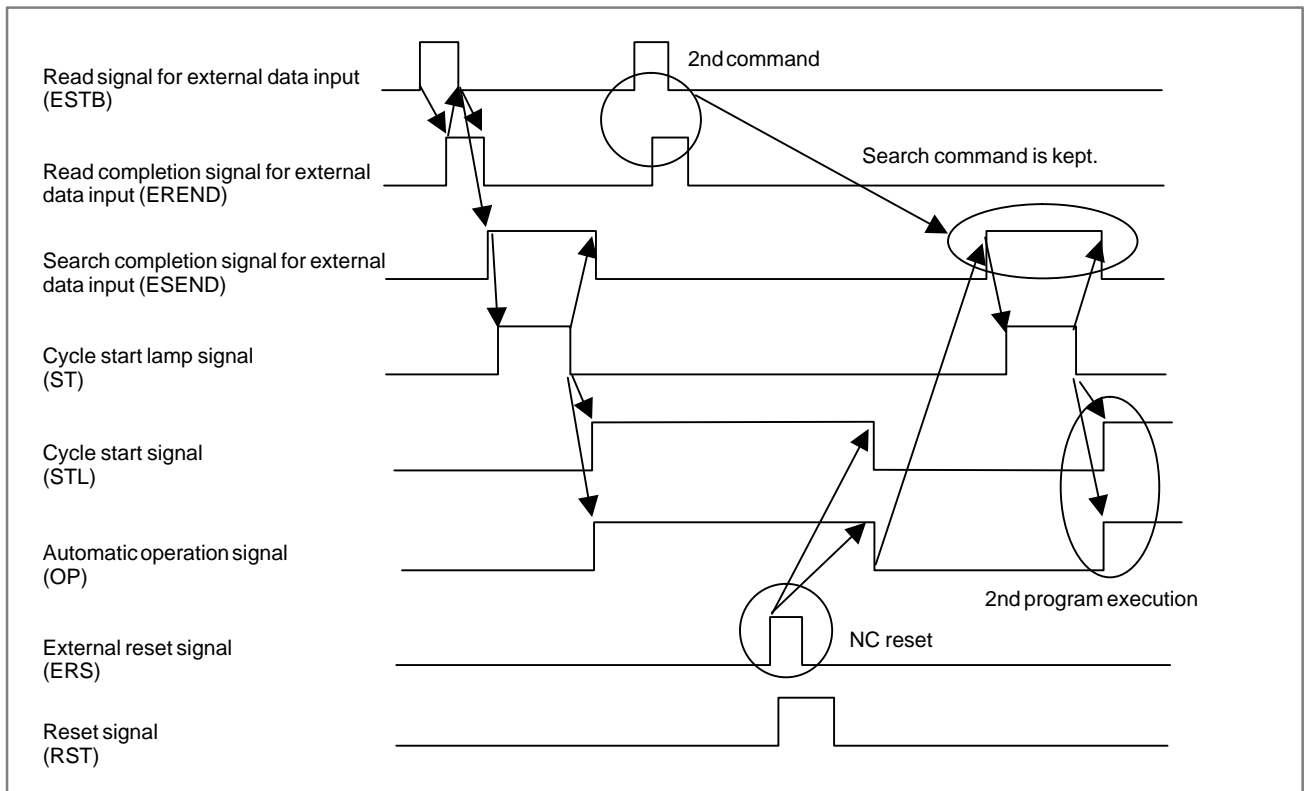 Read signal for external data input
(ESTB)
2nd command
Read completion signal for external
data input (EREND)
Search command is kept.
Search completion signal for external
data input (ESEND)
Cycle start lamp signal
(ST)
Cycle start signal
(STL)
Automatic operation signal
(OP)
2nd program execution
External reset signal
(ERS)
NC reset
Reset signal
(RST)